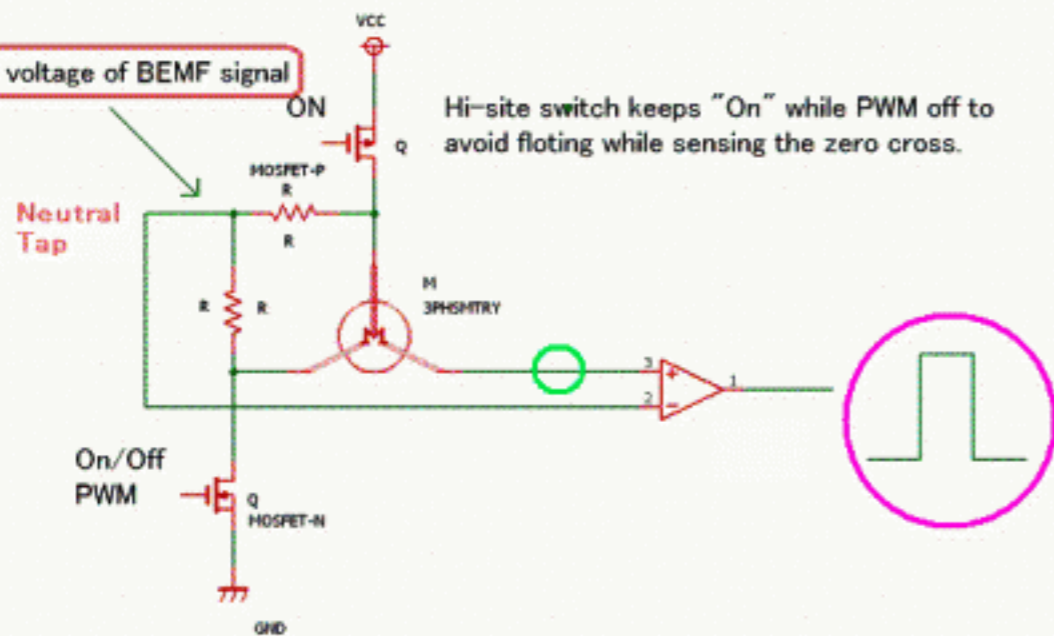 VCC
voltage of BEMF signal
ON
Hi-site switch keeps "On" while PWM off to
avoid floting while sensing the zero cross.
Q
MOSFET-P
R
R
Neutral
Tap
M
3PHSMTRY
R
R
3
+
1
2
-
On/Off
PWM
Q
MOSFET-N
GND